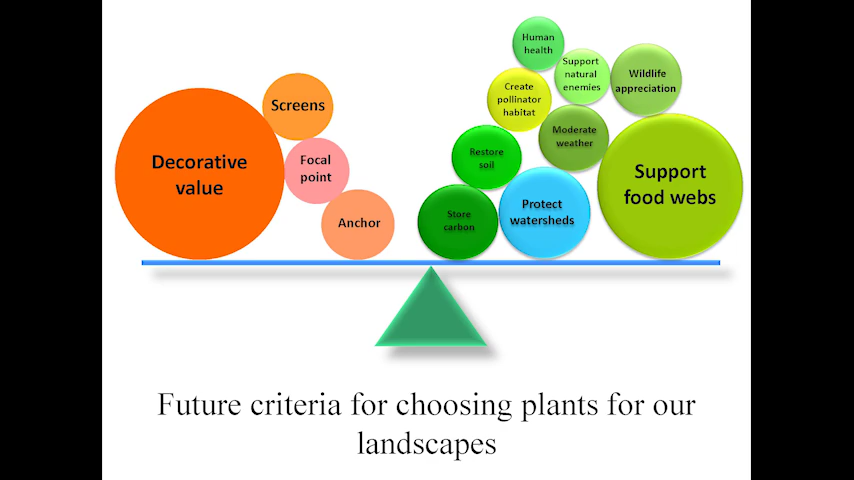 Decorative
value
Screens
Focal
point
Anchor
Human
health
Support
natural
enemies
Wildlife
appreciation
Create
pollinator
habitat
Moderate
weather
Restore
soil
Support
food webs
Store
carbon
Protect
watersheds
Future criteria for choosing plants for our
landscapes